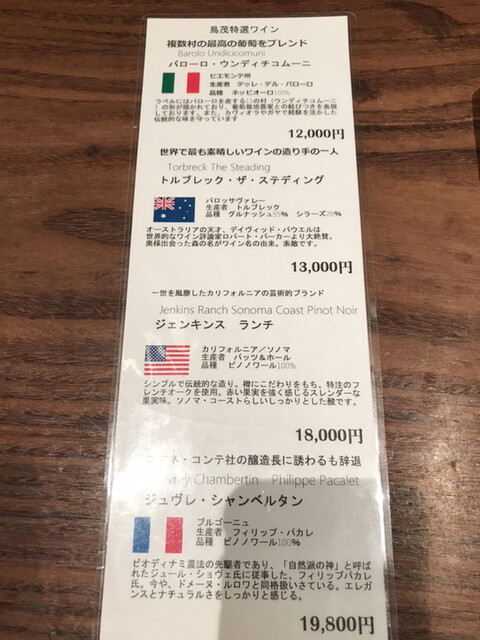 鳥茂特選ワイン
複数村の最高の葡萄をブレンド
Barolo Undicicomuni
バローロ・ウンディチコムーニ
ピエモンテ州
生産者 テッレ・デル・バローロ
品種 ネッビオーロ100%
ラベルにはバローロを産する11の村(ウンディチコムーニ
)の形が描かれており、葡萄栽培農家との結びつきを表現
しております。また、カヴィオラやガヤで経験を活かした
伝統的な味を守っています
12,000円
世界で最も素晴しいワインの造り手の一人
Torbreck The Steading
トルブレック・ザ・ステディング
バロッサヴァレー
生産者 トルブレック
品種 グルナッシュ55% シラーズ28%
オーストラリアの天才、デイヴィッド・パウエルは
世界的なワイン評論家ロバート・パーカーより大絶賛。
奥様出会った森の名がワイン名の由来。素敵です。
13,000円
一世を風靡したカリフォルニアの芸術的ブランド
Jenkins Ranch Sonoma Coast Pinot Noir
ジェンキンス ランチ
カリフォルニア/ソノマ
生産者 パッツ&ホール
品種 ピノノワール100%
シンプルで伝統的な造り。樽にこだわりをもち、特注のフ
レンチオークを使用。赤い果実を強く感じるスレンダーな
果実味。ソノマ・コーストらしいしっかりとした酸です。
18,000円
ネ・コンテ社の醸造長に誘わるも辞退
Chambertin Philippe Pacalet
ジュヴレ・シャンベルタン
ブルゴーニュ
生産者 フィリップ・パカレ
品種 ピノノワール100%
ビオディナミ農法の先駆者であり、「自然派の神」と呼ば
れたジュール・ショヴェ氏に従事した、フィリップパカレ
氏。今や、ドメーヌ・ルロワと同格扱いさている。エレガ
ンスとナチュラルさをしっかりと感じる。
19,800円